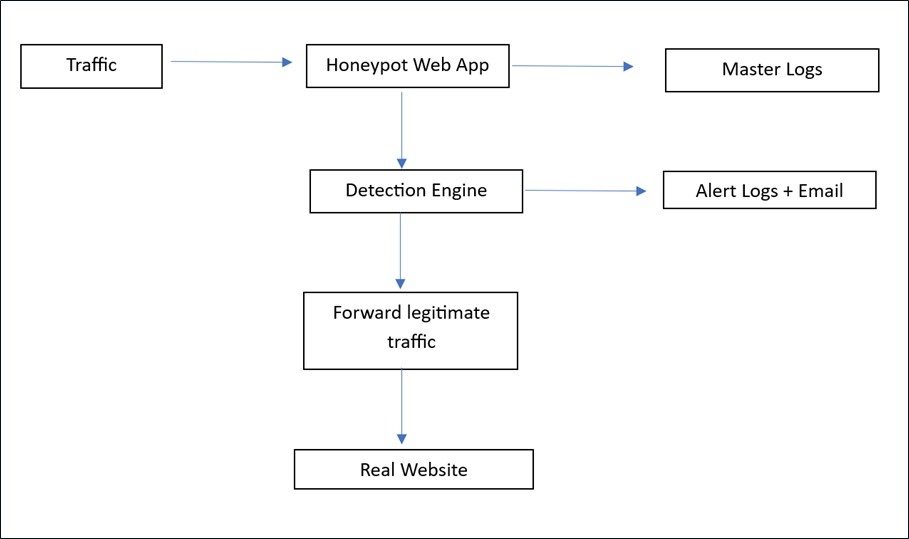 Traffic
Honeypot Web App
Master Logs
Detection Engine
Alert Logs + Email
Forward legitimate
traffic
Real Website